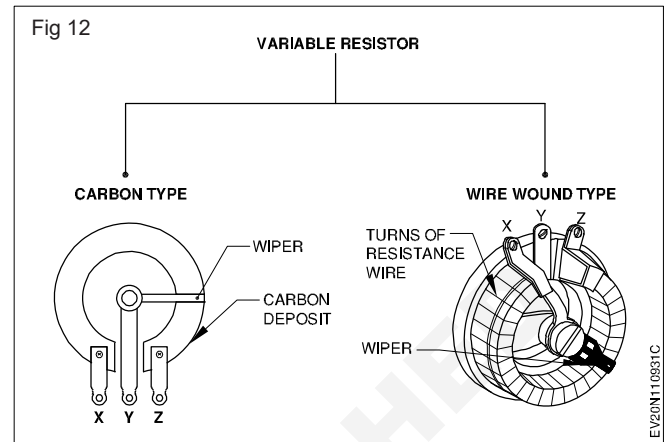 Fig 12
VARIABLE RESISTOR
CARBON TYPE
WIPER
CARBON
DEPOSIT
X Y Z
WIRE WOUND TYPE
X Y Z
TURNS OF
RESISTANCE
WIRE
WIPER
EV20N110931C